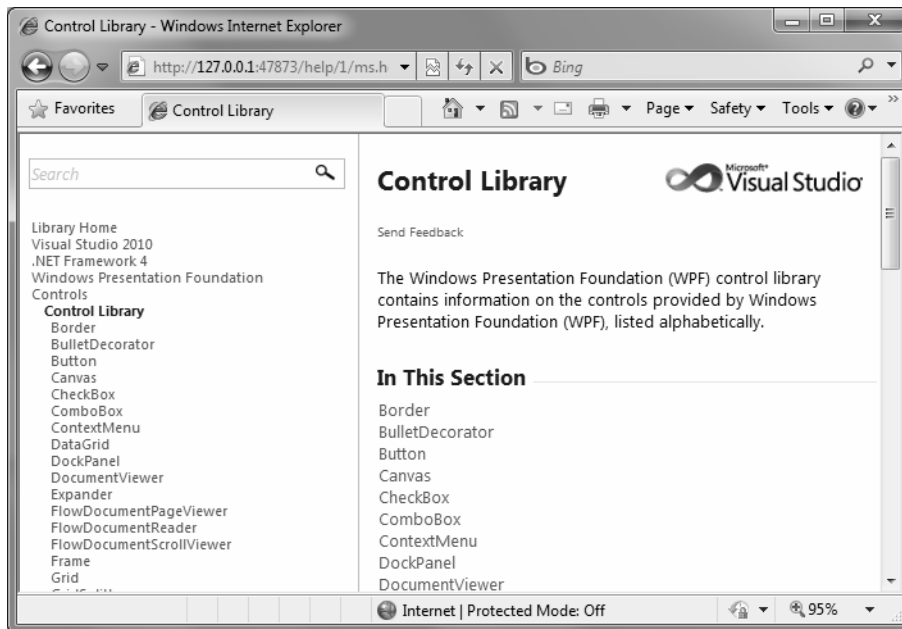 Control Library - Windows Internet Explorer
http://127.0.0.1:47873/help/1/ms.h
Bing
Favorites
Control Library
Page
Safety
Tools
»
Search
Library Home
Visual Studio 2010
.NET Framework 4
Windows Presentation Foundation
Controls
Control Library
Border
BulletDecorator
Button
Canvas
CheckBox
ComboBox
ContextMenu
DataGrid
DockPanel
DocumentViewer
Expander
FlowDocumentPageViewer
FlowDocumentReader
FlowDocumentScrollViewer
Frame
Grid
Control Library
Microsoft®
Visual Studio
Send Feedback
The Windows Presentation Foundation (WPF) control library
contains information on the controls provided by Windows
Presentation Foundation (WPF), listed alphabetically.
In This Section
Border
BulletDecorator
Button
Canvas
CheckBox
ComboBox
ContextMenu
DockPanel
DocumentViewer
Internet | Protected Mode: Off
95%